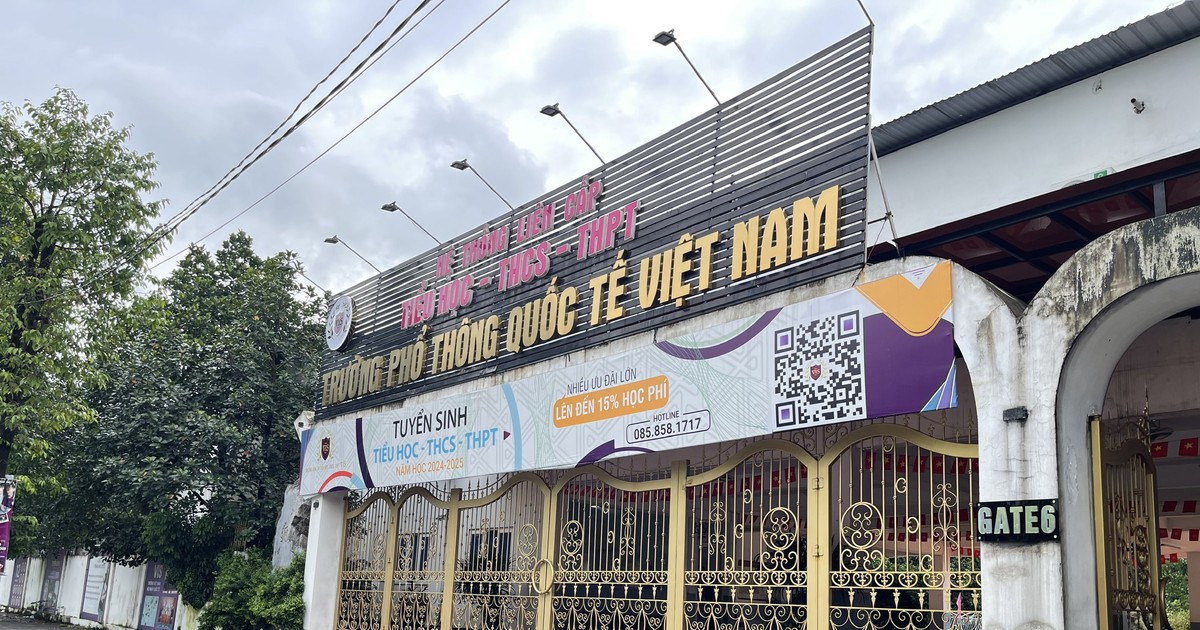 HỆ THỐNG LIÊN CẤP
TIỂU HỌC - THCS - THPT
TRƯỜNG PHỔ THÔNG QUỐC TẾ VIỆT NAM
TUYỂN SINH
TIỂU HỌC - THCS - THPT
NĂM HỌC 2024-2025
NHIỀU ƯU ĐÃI LỚN
LÊN ĐẾN 15% HỌC PHÍ
HOTLINE
085.858.1717
GATE6